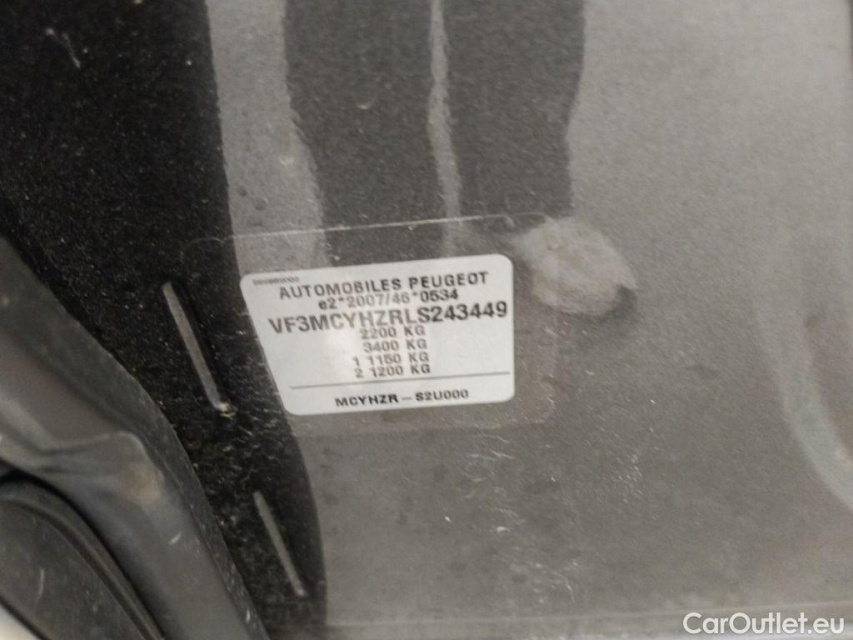 AUTOMOBILES PEUGEOT
e2*2007/46*0534
VF3MCYHZRLS243449
2200 KG
3400 KG
1 1150 KG
2 1200 KG
MCYHZR - S2U000
CarOutlet.eu